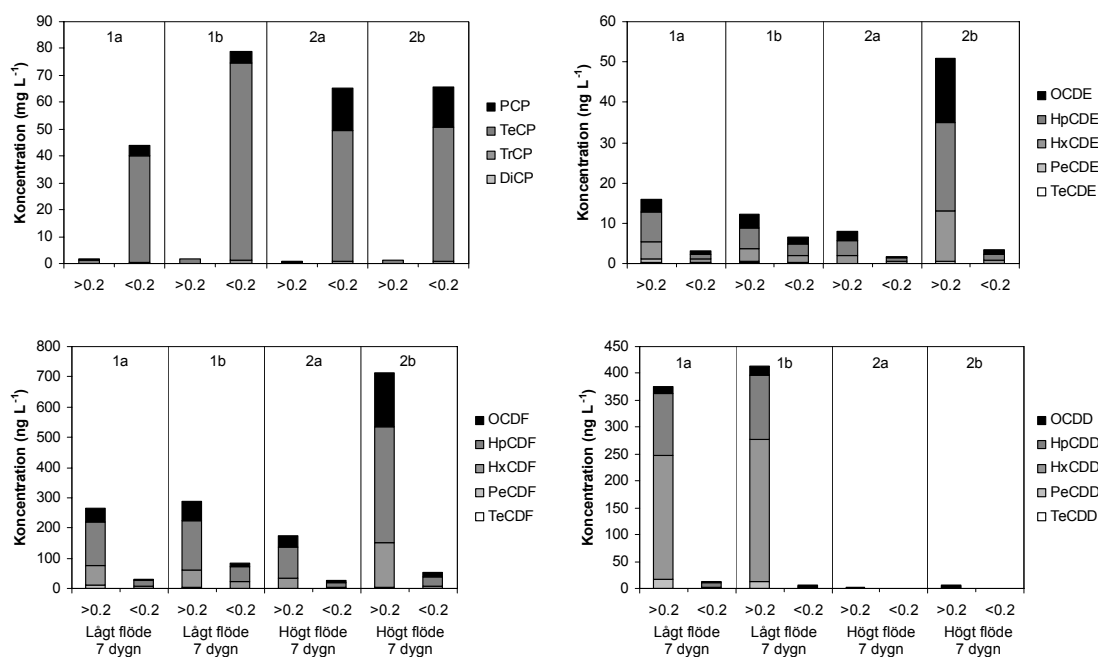 Koncentration (mg L-1)
90
80
70
60
50
40
30
20
10
0
1a 1b 2a 2b
>0.2 <0.2 >0.2 <0.2 >0.2 <0.2 >0.2 <0.2
PCP
TeCP
TrCP
DiCP
Koncentration (mg L-1)
60
50
40
30
20
10
0
1a 1b 2a 2b
>0.2 <0.2 >0.2 <0.2 >0.2 <0.2 >0.2 <0.2
OCDE
HpCDE
HxCDE
PeCDE
TeCDE
Koncentration (ng L-1)
800
700
600
500
400
300
200
100
0
1a 1b 2a 2b
>0.2 <0.2 >0.2 <0.2 >0.2 <0.2 >0.2 <0.2
Lågt flöde Lågt flöde Högt flöde Högt flöde
7 dygn 7 dygn 7 dygn 7 dygn
OCDF
HpCDF
HxCDF
PeCDF
TeCDF
Koncentration (ng L-1)
450
400
350
300
250
200
150
100
50
0
1a 1b 2a 2b
>0.2 <0.2 >0.2 <0.2 >0.2 <0.2 >0.2 <0.2
Lågt flöde Lågt flöde Högt flöde Högt flöde
7 dygn 7 dygn 7 dygn 7 dygn
OCDD
HpCDD
HxCDD
PeCDD
TeCDD